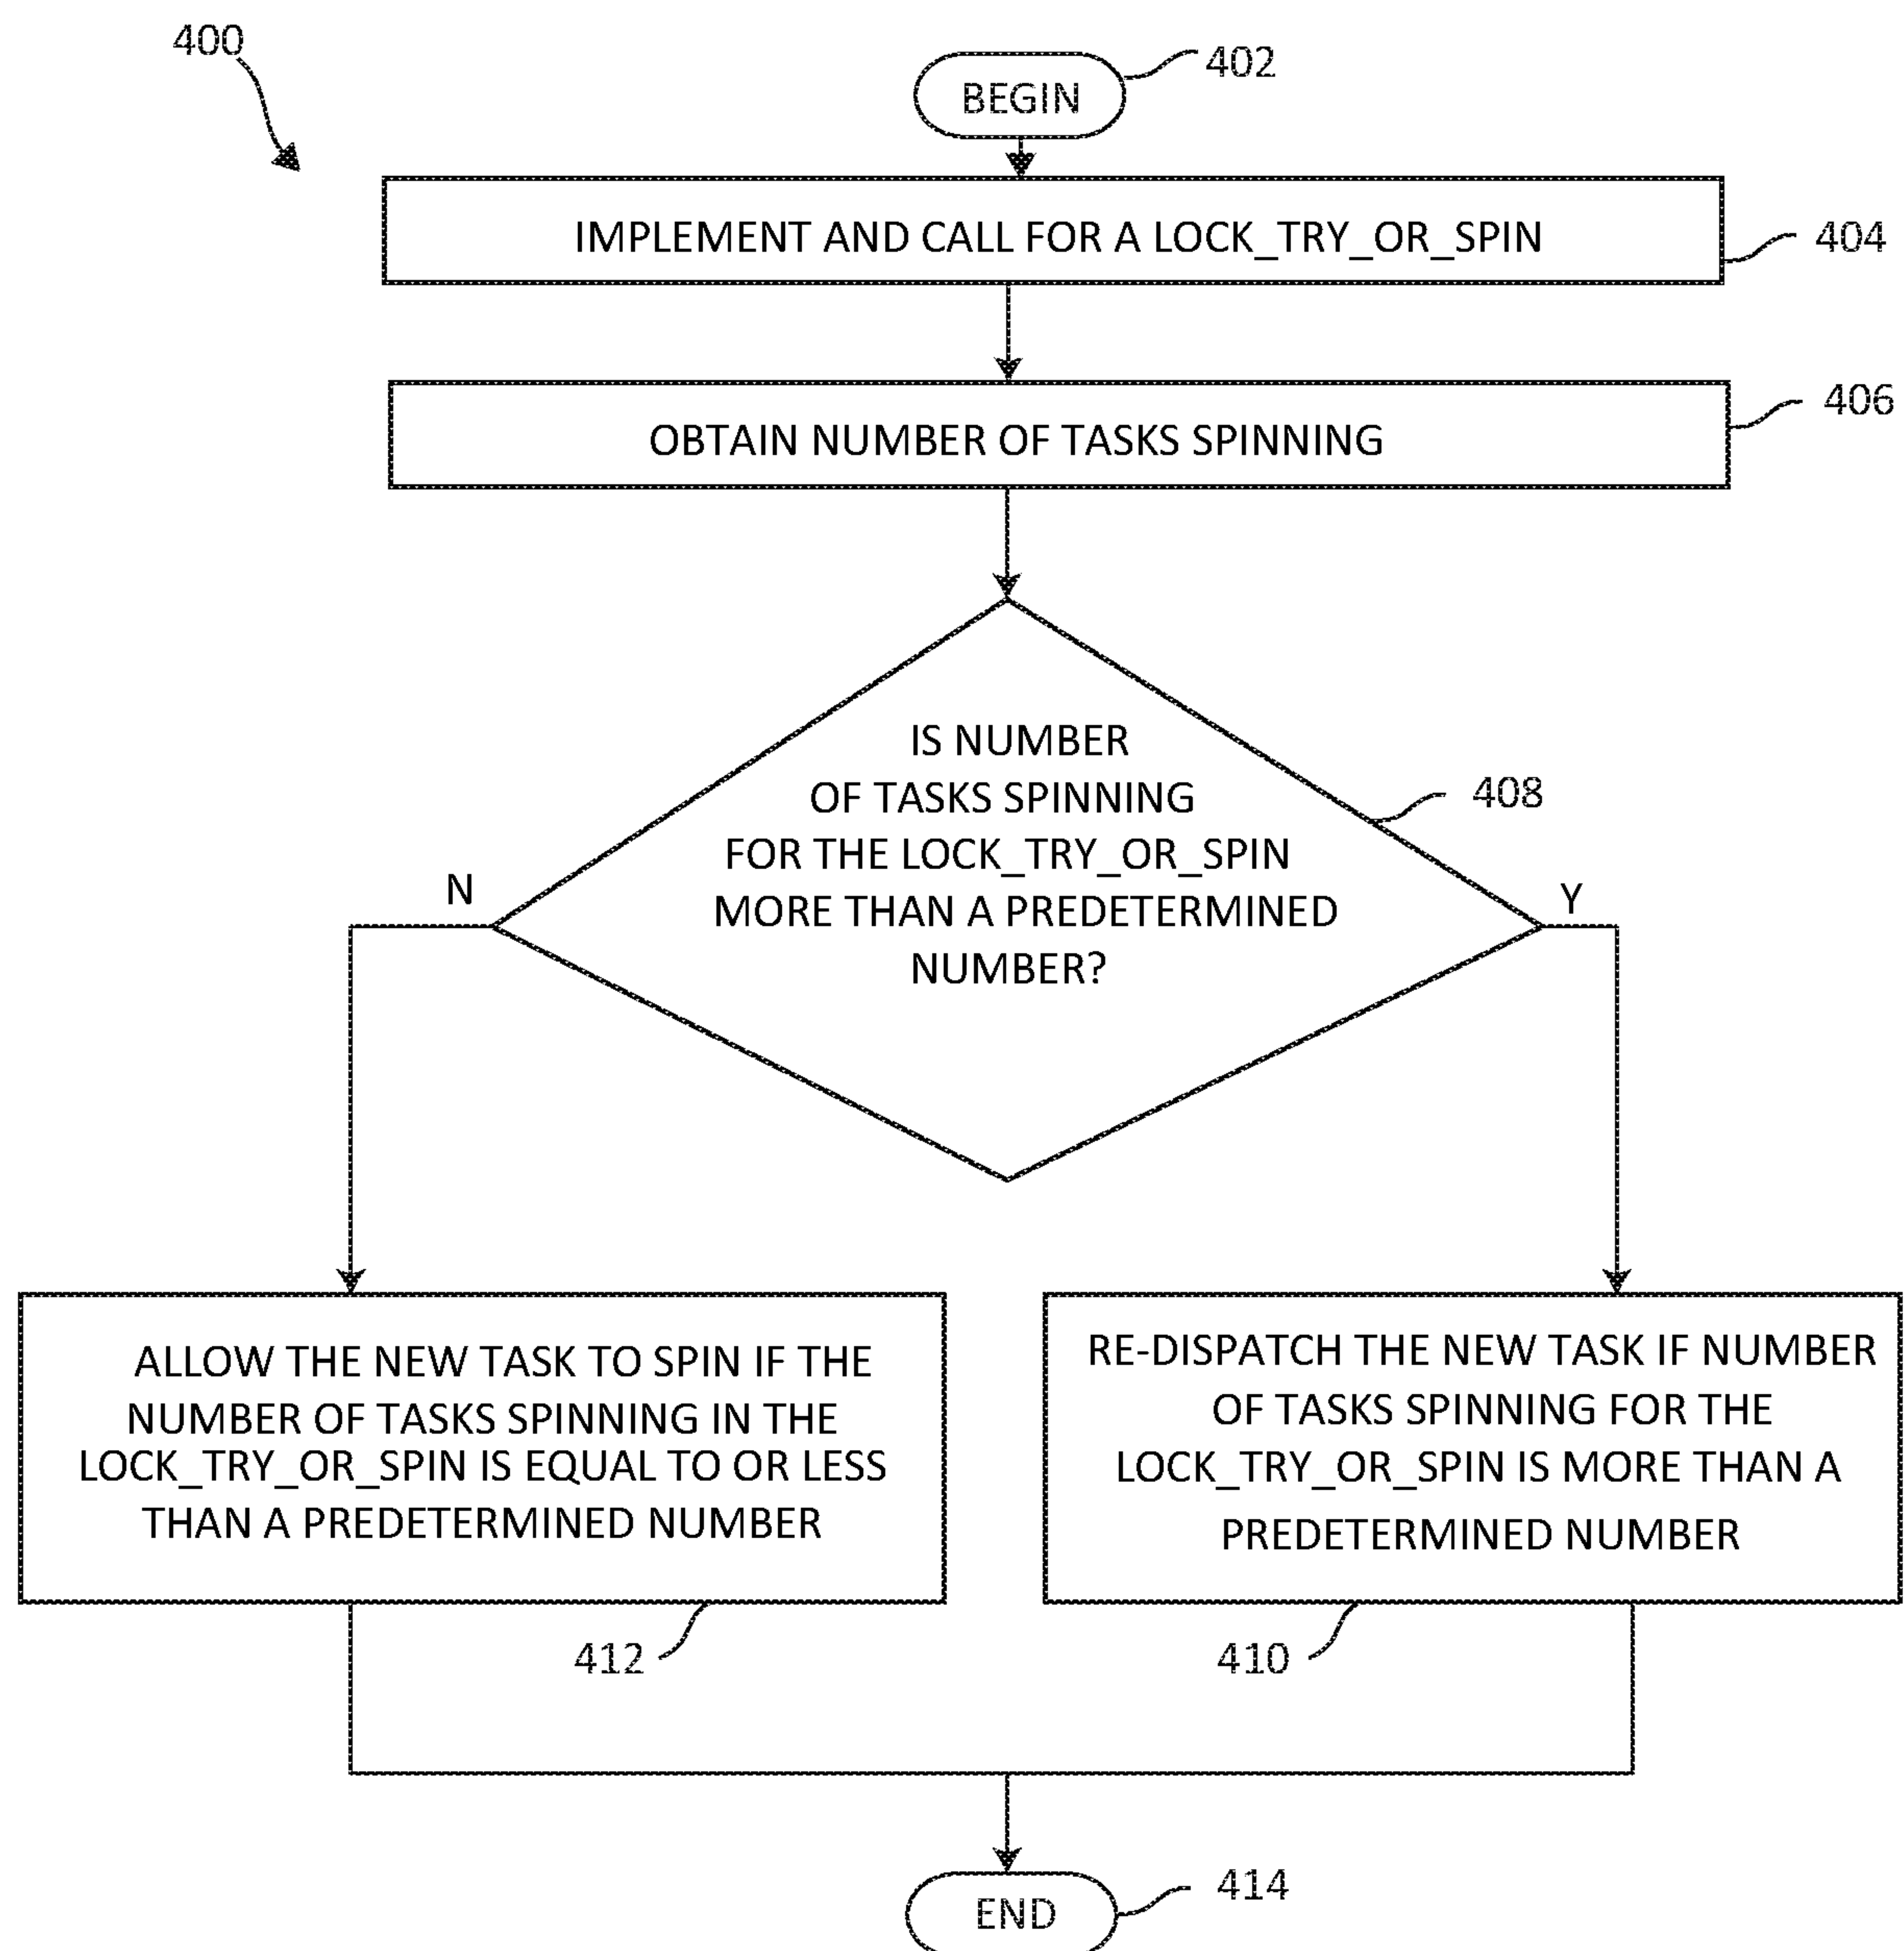 400
402
BEGIN
IMPLEMENT AND CALL FOR A LOCK_TRY_OR_SPIN
404
OBTAIN NUMBER OF TASKS SPINNING
406
IS NUMBER
OF TASKS SPINNING
FOR THE LOCK_TRY_OR_SPIN
MORE THAN A PREDETERMINED
NUMBER?
408
N
Y
ALLOW THE NEW TASK TO SPIN IF THE
NUMBER OF TASKS SPINNING IN THE
LOCK_TRY_OR_SPIN IS EQUAL TO OR LESS
THAN A PREDETERMINED NUMBER
412
RE-DISPATCH THE NEW TASK IF NUMBER
OF TASKS SPINNING FOR THE
LOCK_TRY_OR_SPIN IS MORE THAN A
PREDETERMINED NUMBER
410
END
414